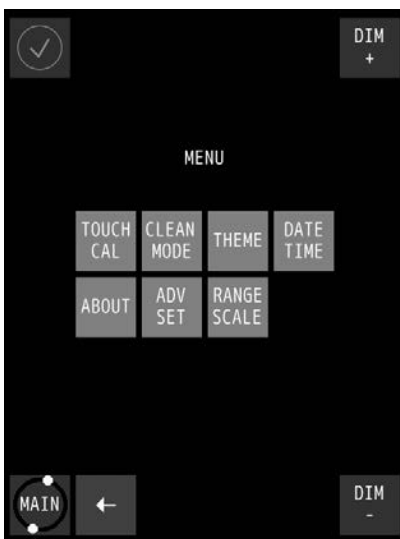 DIM
+
MENU
TOUCH
CAL
CLEAN
MODE
THEME
DATE
TIME
ABOUT
ADV
SET
RANGE
SCALE
MAIN
←
DIM
-